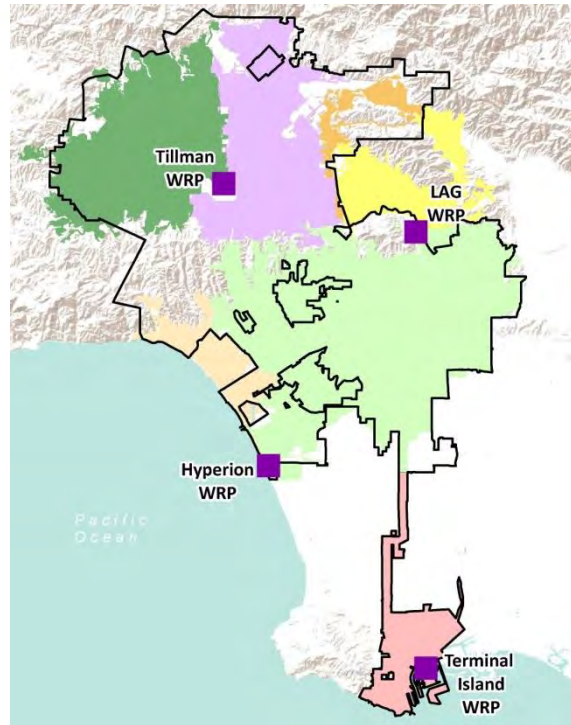 Tillman
WRP
LAG
WRP
Hyperion
WRP
Pacific
Ocean
Terminal
Island
WRP